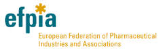 efpia
European Federation of Pharmaceutical
Industries and Associations